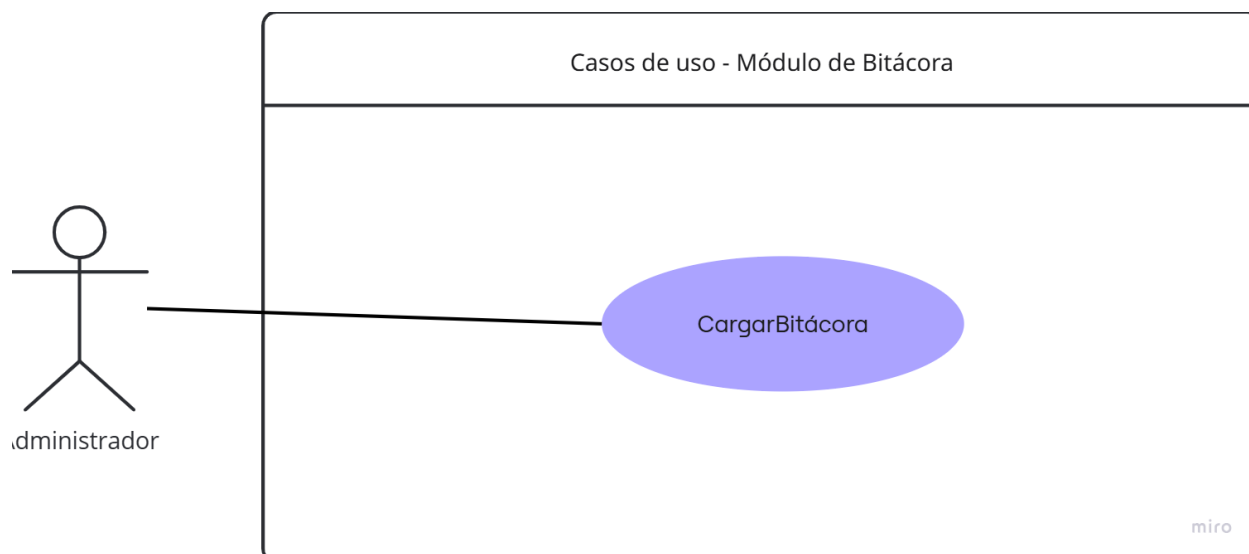 Casos de uso - Módulo de Bitácora
CargarBitácora
dministrador
miro